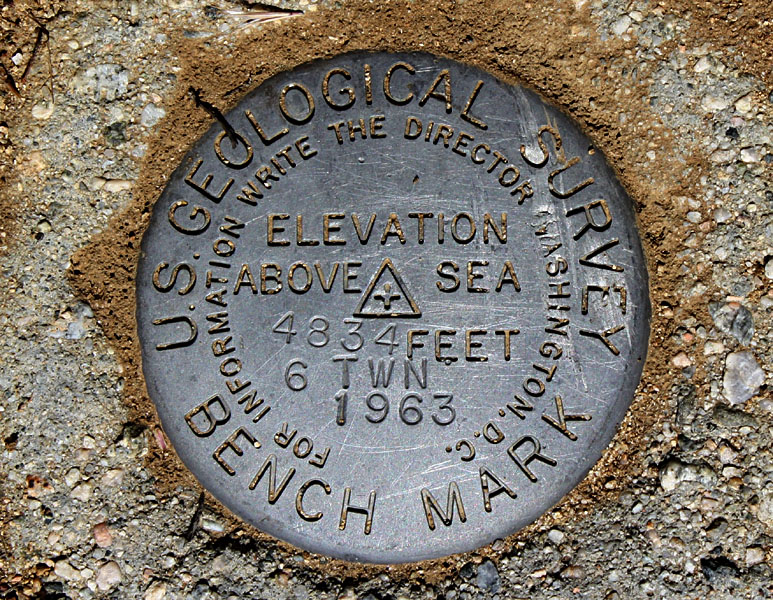 U.S. GEOLOGICAL SURVEY
FOR INFORMATION WRITE THE DIRECTOR WASHINGTON, D.C.
ELEVATION
ABOVE SEA
4834 FEET
6 TWN
1963
BENCH MARK